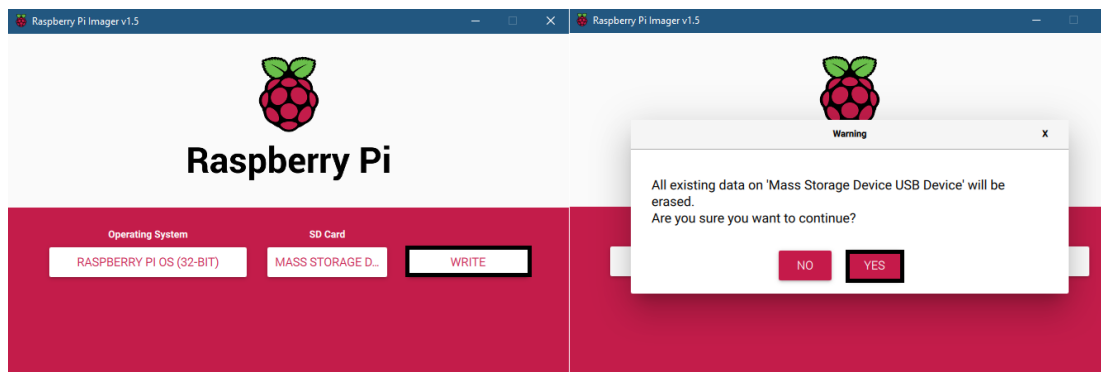 Raspberry Pi Imager v1.5
Raspberry Pi
Operating System
SD Card
RASPBERRY PI OS (32-BIT)
MASS STORAGE D...
WRITE
Raspberry Pi Imager v1.5
Warning
X
All existing data on 'Mass Storage Device USB Device' will be
erased.
Are you sure you want to continue?
NO
YES